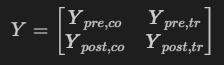 Y = [ Y_{pre,co} Y_{pre,tr}
Y_{post,co} Y_{post,tr} ]